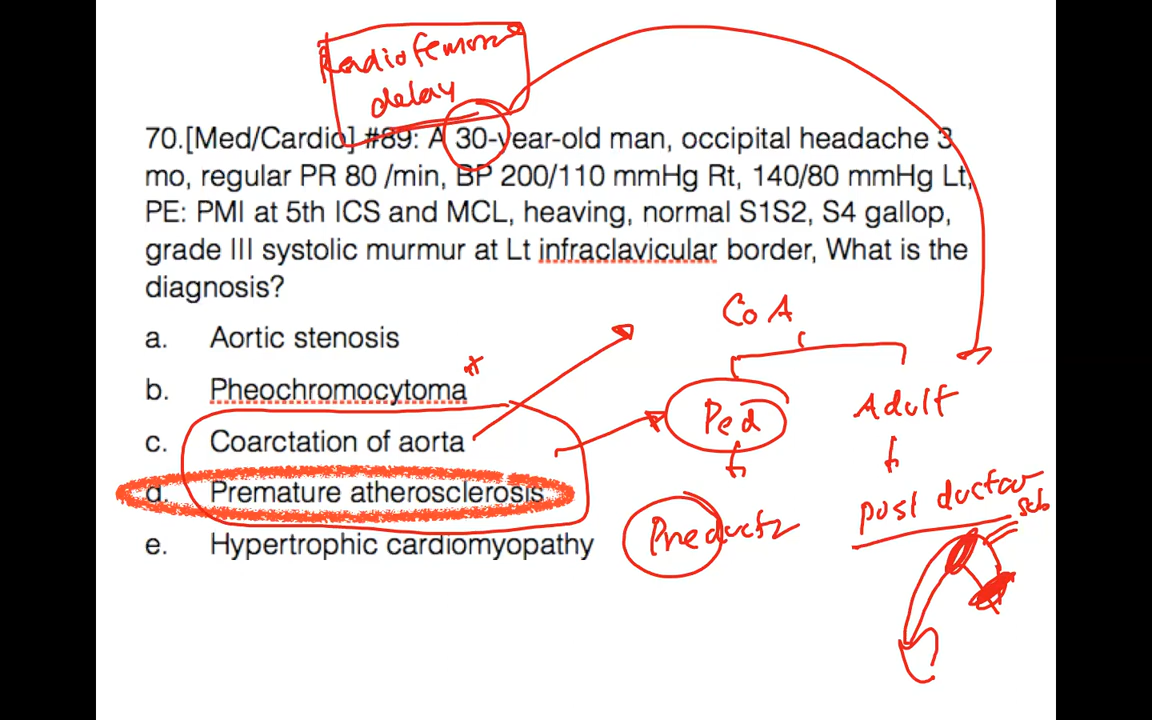 Radiofemoral
delay
70.[Med/Cardio] #89: A 30-year-old man, occipital headache 3
mo, regular PR 80 /min, BP 200/110 mmHg Rt, 140/80 mmHg Lt,
PE: PMI at 5th ICS and MCL, heaving, normal S1S2, S4 gallop,
grade III systolic murmur at Lt infraclavicular border, What is the
diagnosis?
a. Aortic stenosis
b. Pheochromocytoma
c. Coarctation of aorta
d. Premature atherosclerosis
e. Hypertrophic cardiomyopathy
CoA
Ped
Adult
post ductal